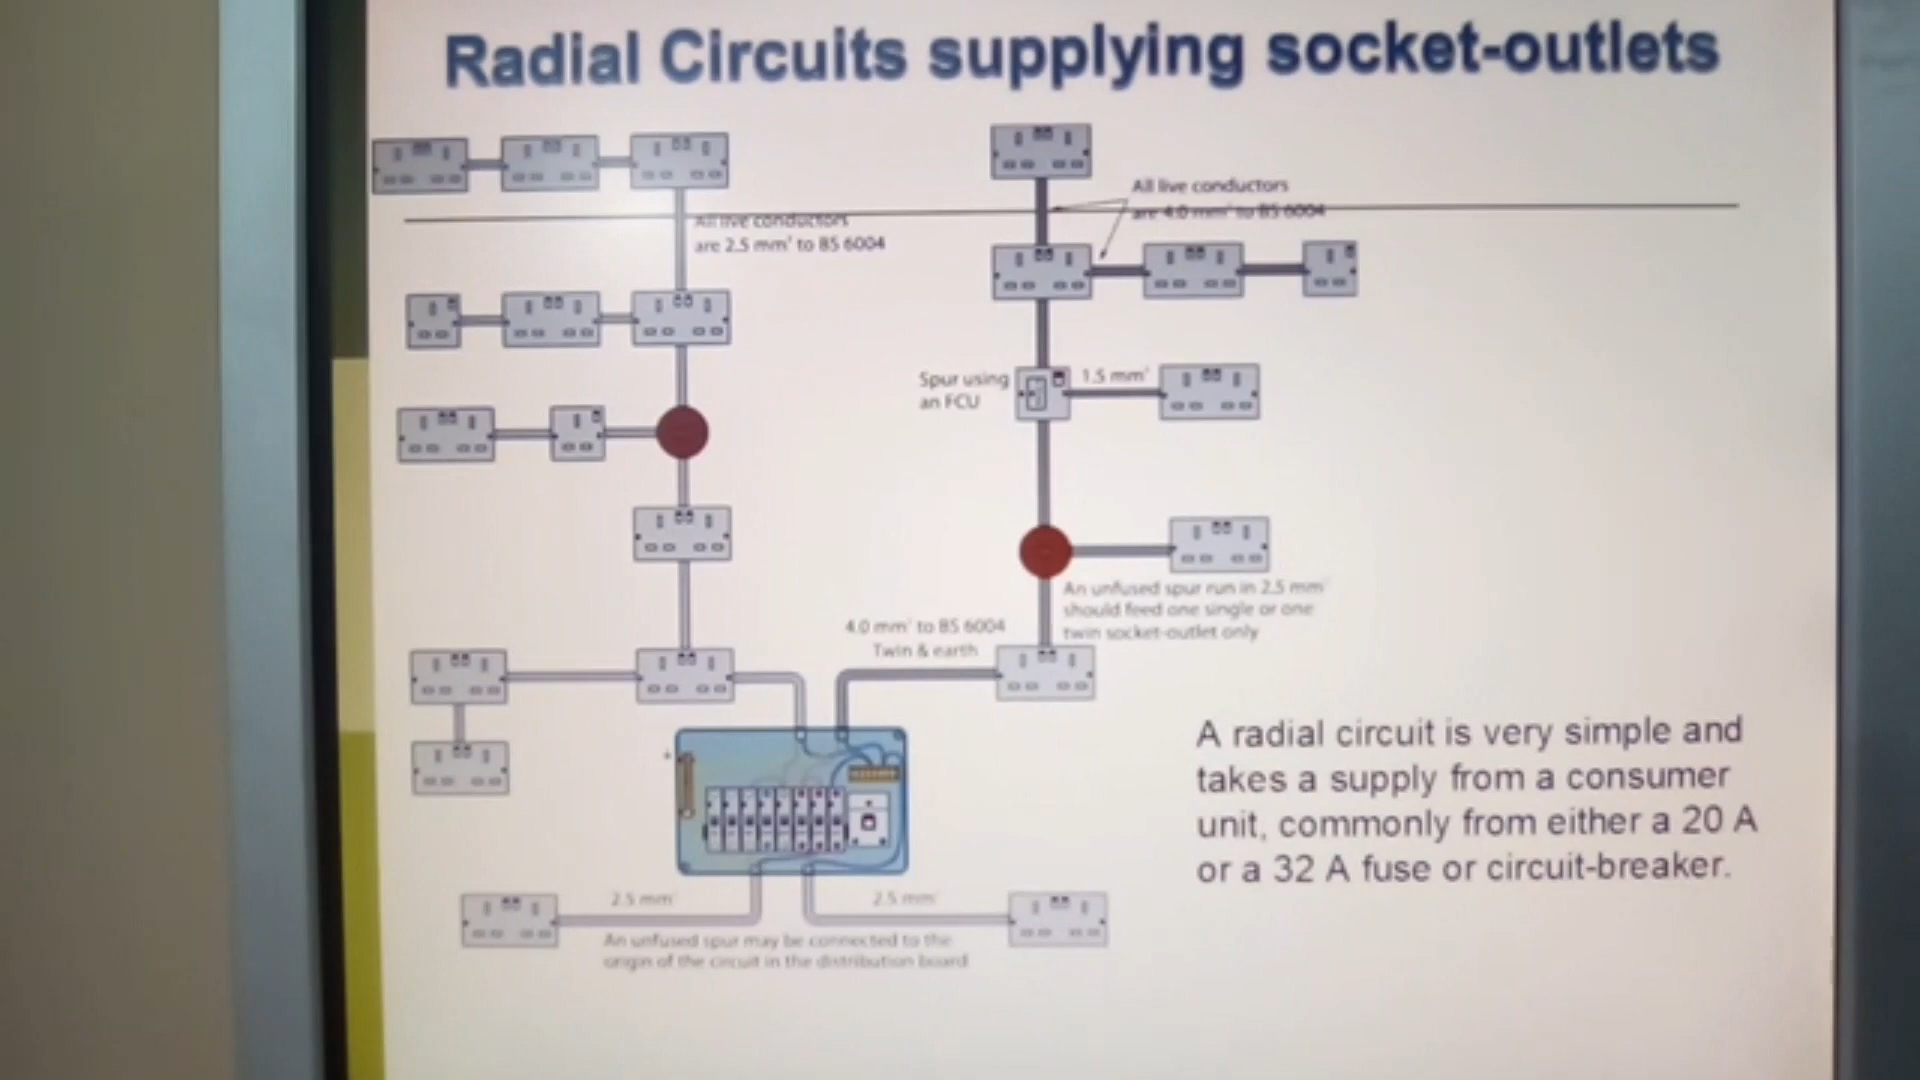 Radial Circuits supplying socket-outlets
All live conductors
are 2.5 mm² to BS 6004
All live conductors
are 4.0 mm² to BS 6004
Spur using
an FCU
1.5 mm²
An unfused spur run in 2.5 mm²
should feed one single or one
twin socket-outlet only
4.0 mm² to BS 6004
Twin & earth
A radial circuit is very simple and
takes a supply from a consumer
unit, commonly from either a 20 A
or a 32 A fuse or circuit-breaker.
2.5 mm²
2.5 mm²
An unfused spur may be connected to the
origin of the circuit in the distribution board